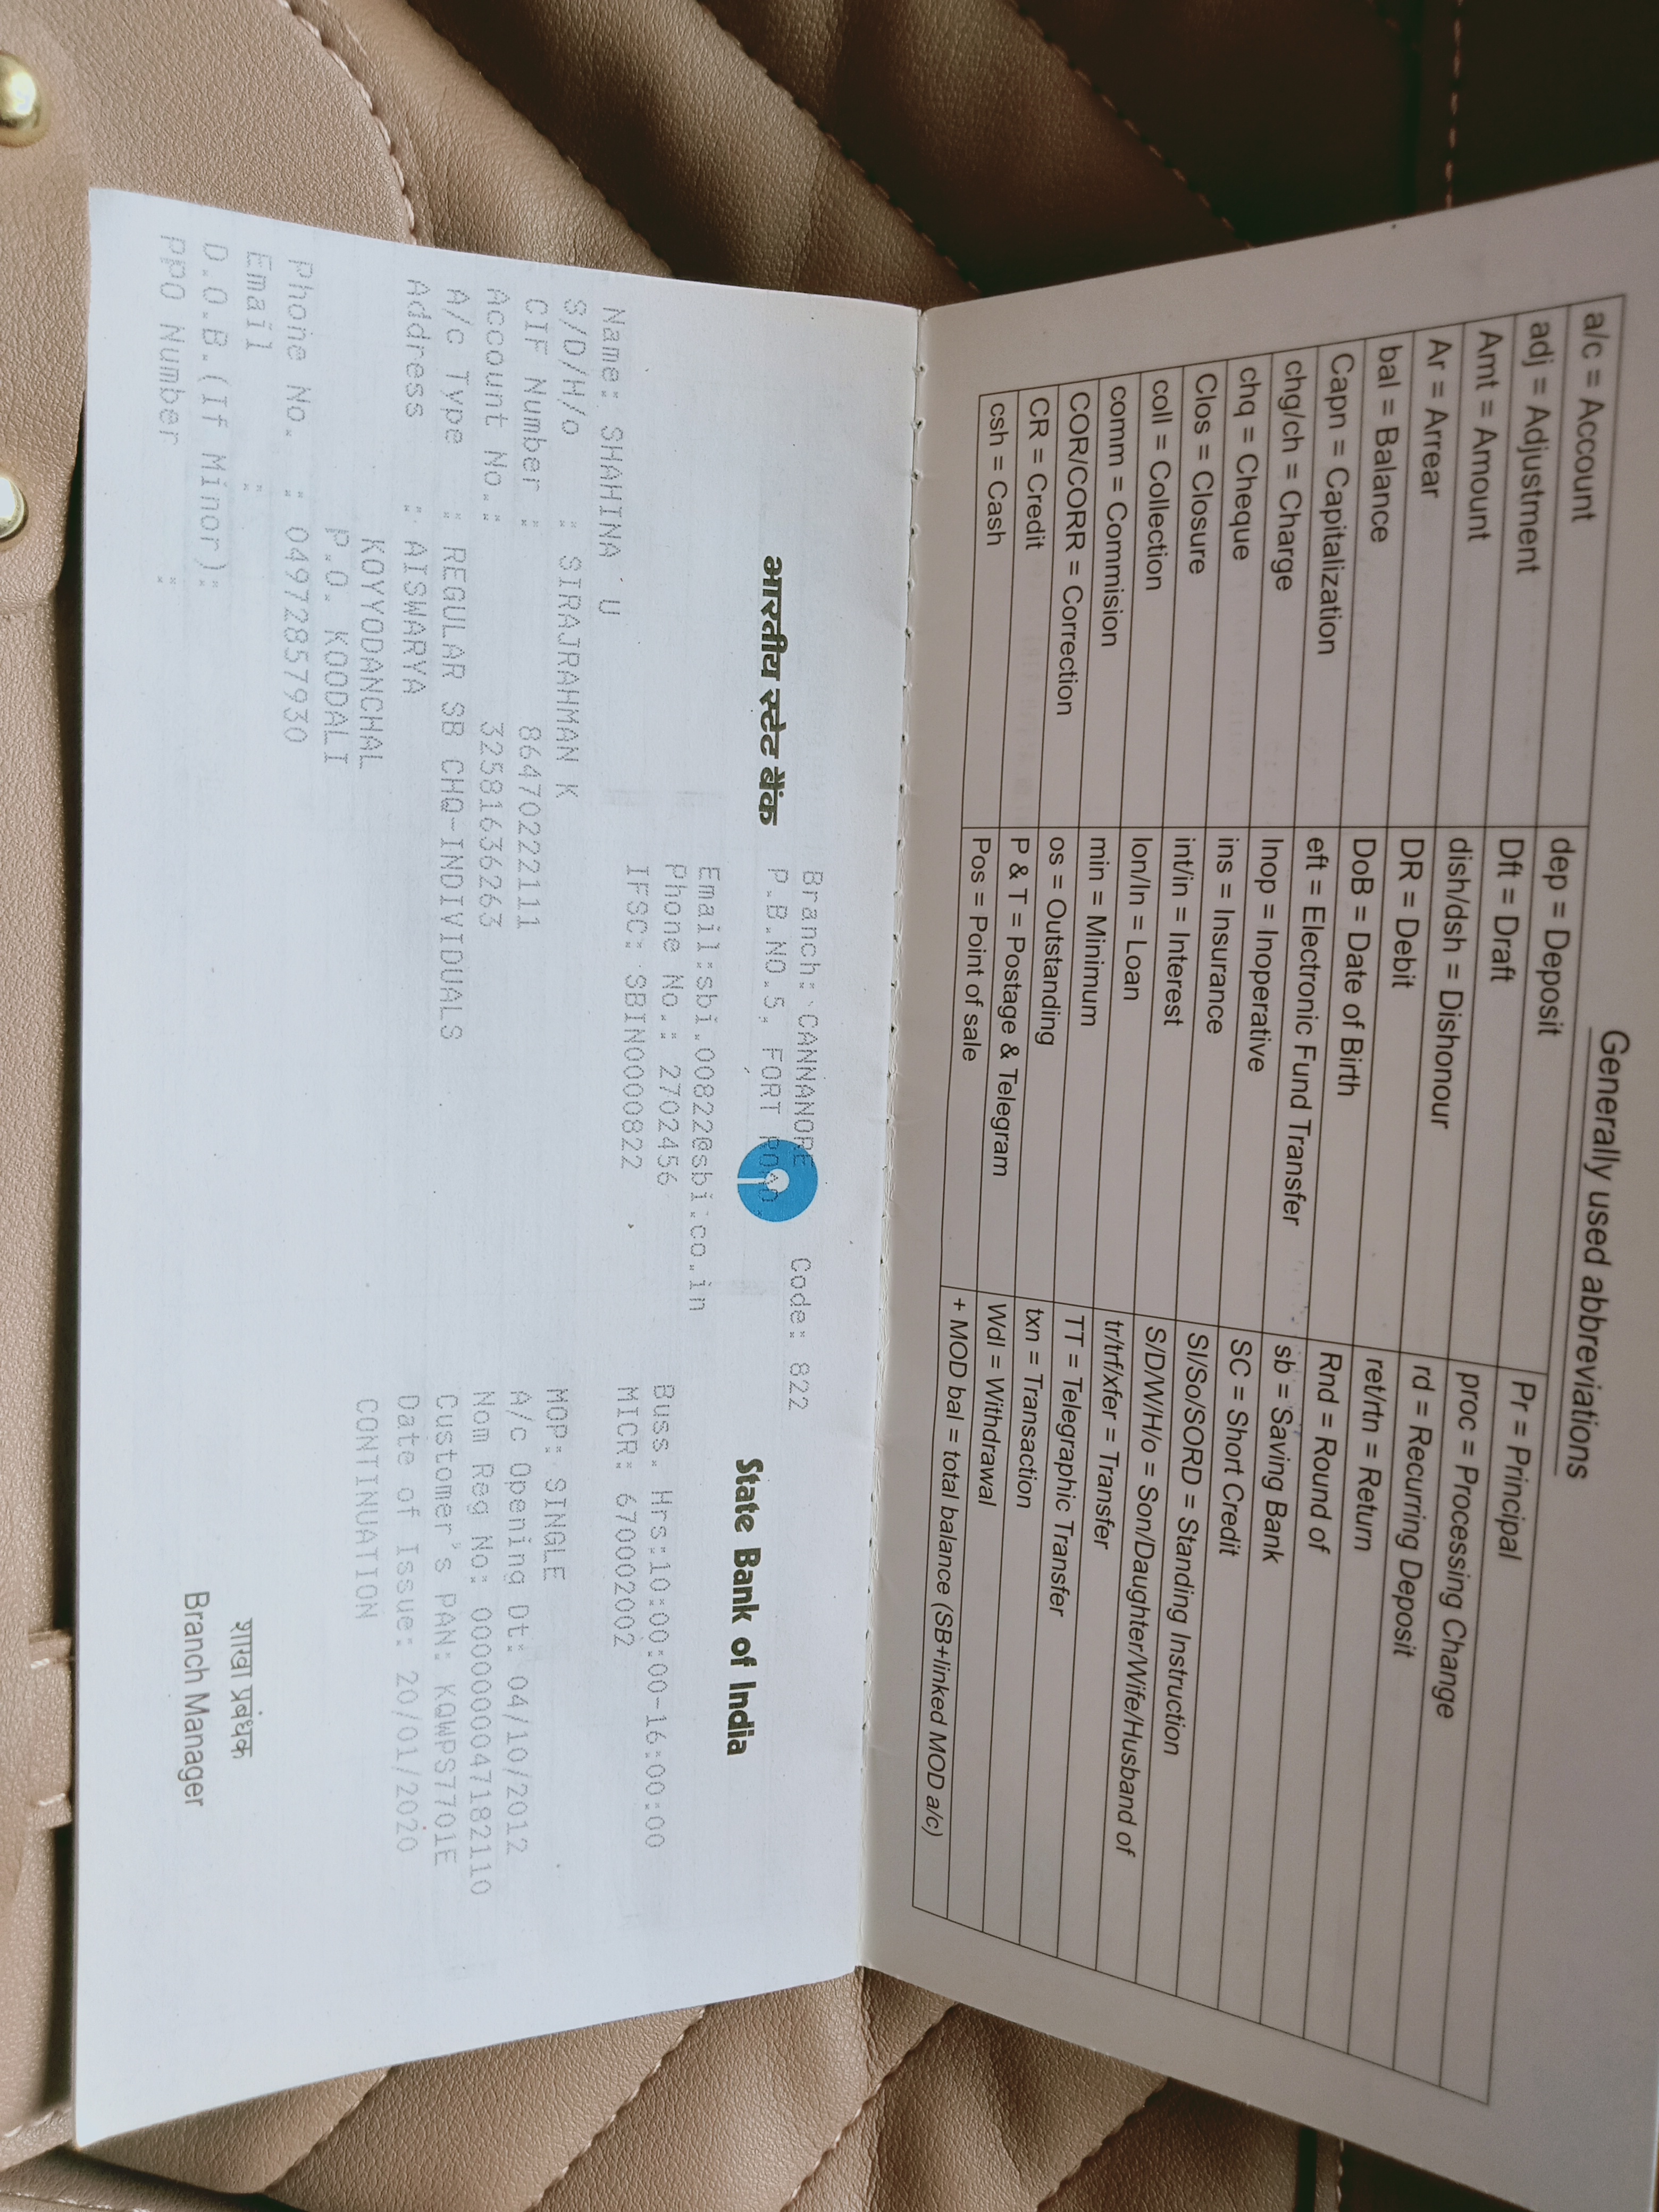 Generally used abbreviations
a/c = Account
dep = Deposit
Pr = Principal
adj = Adjustment
Dft = Draft
proc = Processing Change
Amt = Amount
dish/dsh = Dishonour
rd = Recurring Deposit
Ar = Arrear
DR = Debit
ret/rtn = Return
bal = Balance
DoB = Date of Birth
Rnd = Round of
Capn = Capitalization
eft = Electronic Fund Transfer
sb = Saving Bank
chg/ch = Charge
Inop = Inoperative
SC = Short Credit
chq = Cheque
ins = Insurance
SI/So/SORD = Standing Instruction
Clos = Closure
int/in = Interest
S/D/W/H/o = Son/Daughter/Wife/Husband of
coll = Collection
lon/ln = Loan
tr/trf/xfer = Transfer
comm = Commision
min = Minimum
TT = Telegraphic Transfer
COR/CORR = Correction
os = Outstanding
txn = Transaction
CR = Credit
P & T = Postage & Telegram
Wdl = Withdrawal
csh = Cash
Pos = Point of sale
+ MOD bal = total balance (SB+linked MOD a/c)
Branch: CANNANORE Code: 822
P.B.NO.5, FORT ROAD,
भारतीय स्टेट बैंक State Bank of India
Email:sbi.00822@sbi.co.in
Phone No.: 2702456 Buss. Hrs:10:00:00-16:00:00
IFSC: SBIN0000822 MICR: 670002002
Name: SHAHINA U
S/D/H/o : SIRAJRAHMAN K MOP: SINGLE
CIF Number : 86470222111 A/c Opening Dt: 04/10/2012
Account No.: 32581636263 Nom Reg No: 0000000047182110
A/c Type : REGULAR SB CHQ-INDIVIDUALS Customer's PAN: KQWPS7701E
Address : AISWARYA Date of Issue: 20/01/2020
KOYYODANCHAL CONTINUATION
P.O. KOODALI
Phone No. : 04972857930
Email :
D.O.B.(If Minor):
PPO Number :
शाखा प्रबंधक
Branch Manager